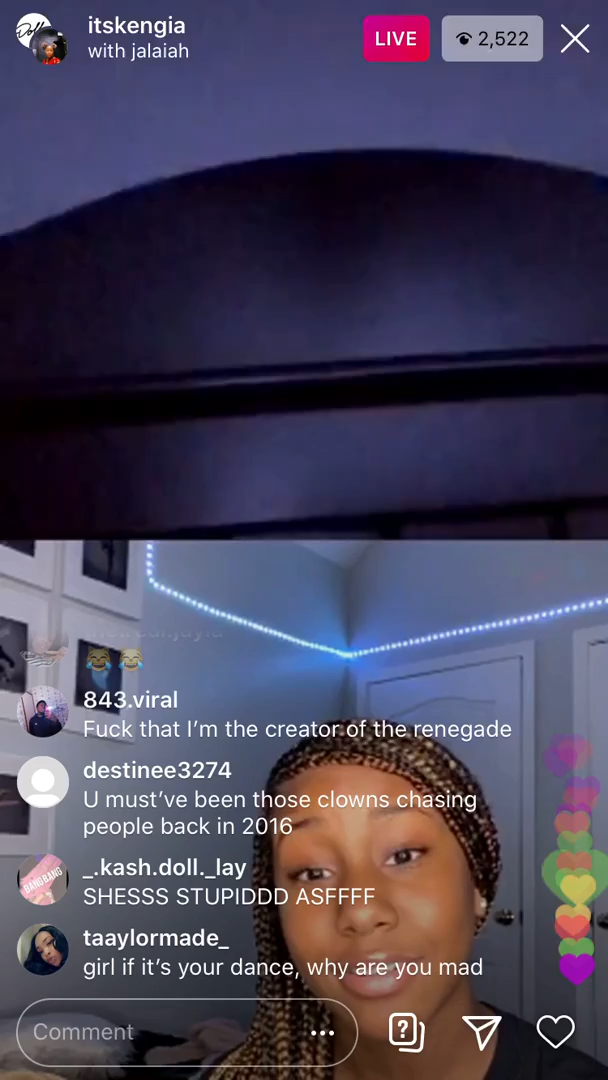 itskengia
with jalaiah
LIVE
2,522
843.viral
Fuck that I’m the creator of the renegade
destinee3274
U must’ve been those clowns chasing
people back in 2016
_.kash.doll._lay
BANG BANG
SHESSS STUPIDDD ASFFFF
taaylormade_
girl if it’s your dance, why are you mad
Comment